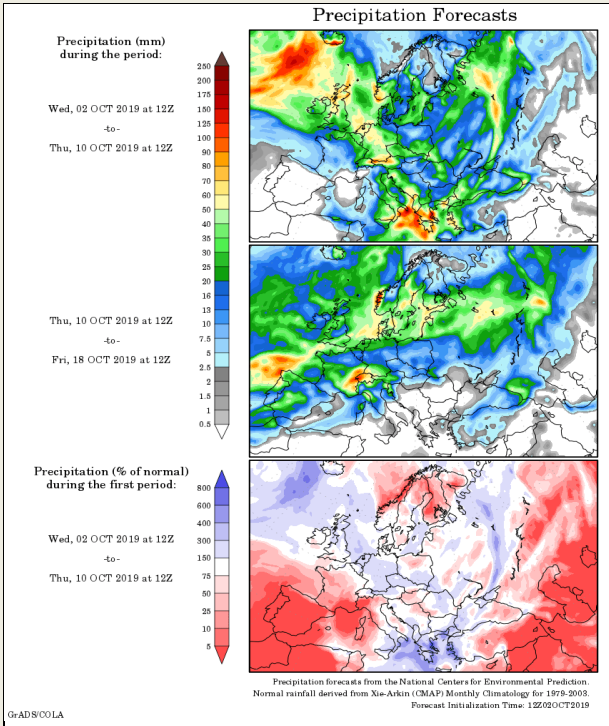 Precipitation Forecasts
Precipitation (mm)
during the period:
Wed, 02 OCT 2019 at 12Z
-to-
Thu, 10 OCT 2019 at 12Z
250
200
175
150
125
100
90
80
70
60
50
40
35
30
25
20
16
13
10
7.5
5
2.5
2
1.5
1
0.5
Thu, 10 OCT 2019 at 12Z
-to-
Fri, 18 OCT 2019 at 12Z
Precipitation (% of normal)
during the first period:
Wed, 02 OCT 2019 at 12Z
-to-
Thu, 10 OCT 2019 at 12Z
800
600
400
300
150
75
50
25
10
5
Precipitation forecasts from the National Centers for Environmental Prediction.
Normal rainfall derived from Xie-Arkin (CMAP) Monthly Climatology for 1979-2003.
Forecast Initialization Time: 12Z02OCT2019
GrADS/COLA